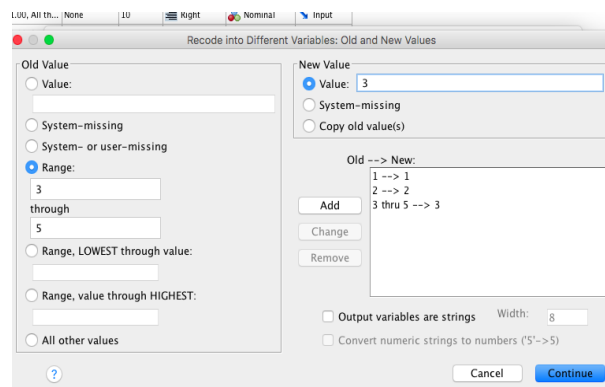 1.00, All th... None 10 Right Nominal Input
Recode into Different Variables: Old and New Values
Old Value
Value:
System-missing
System- or user-missing
Range:
3
through
5
Range, LOWEST through value:
Range, value through HIGHEST:
All other values
New Value
Value: 3
System-missing
Copy old value(s)
Old --> New:
1 --> 1
2 --> 2
3 thru 5 --> 3
Add
Change
Remove
Output variables are strings Width: 8
Convert numeric strings to numbers ('5'->5)
? Cancel Continue